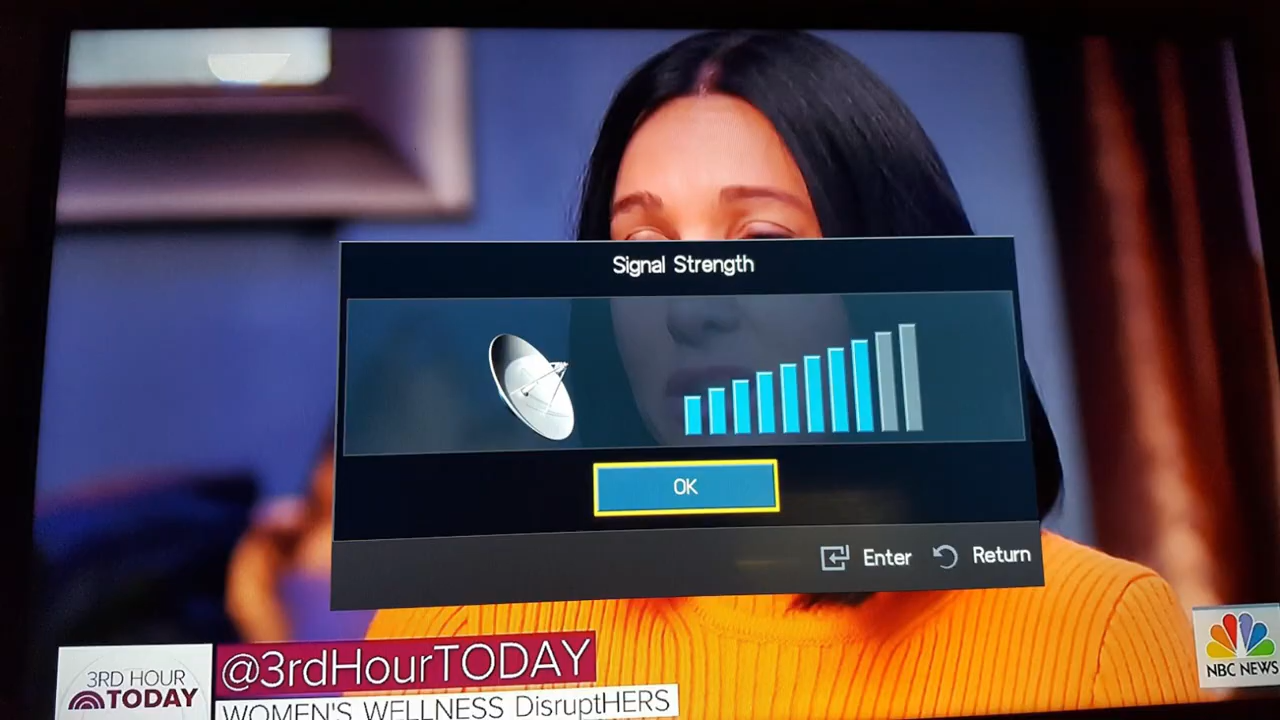 Signal Strength
OK
Enter
Return
3RD HOUR
TODAY
@3rdHourTODAY
WOMEN'S WELLNESS DisruptHERS
NBC NEWS